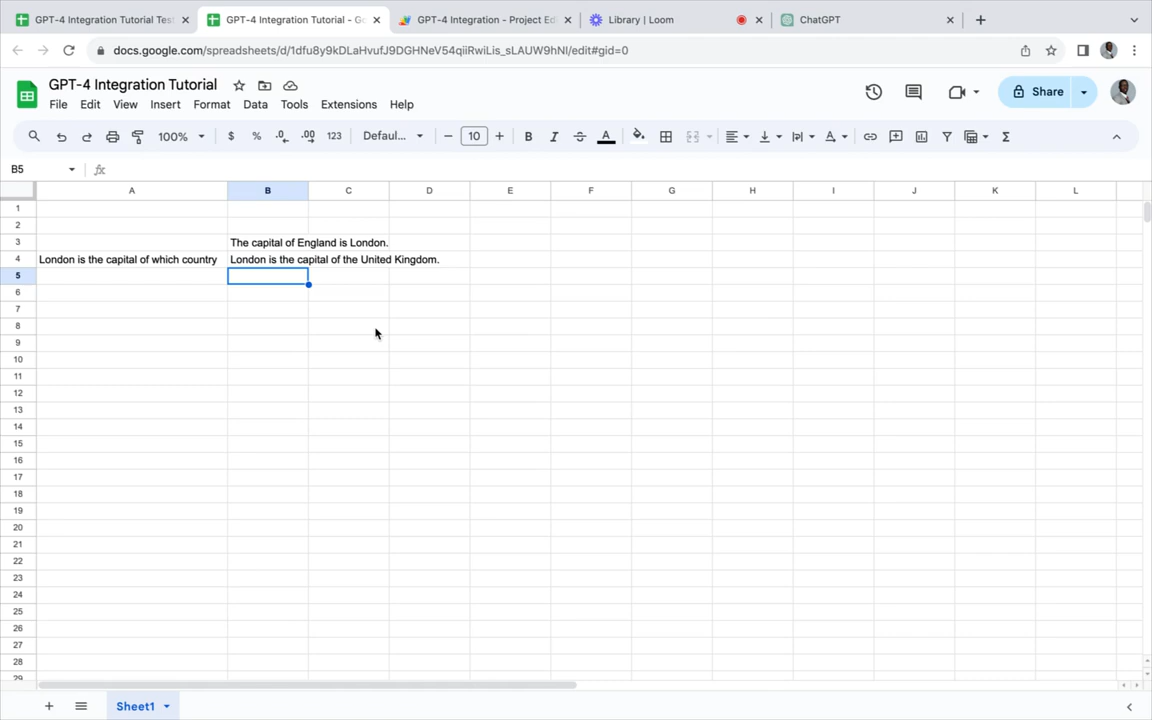 GPT-4 Integration Tutorial Test
GPT-4 Integration Tutorial - Go
GPT-4 Integration - Project Edi
Library | Loom
ChatGPT
docs.google.com/spreadsheets/d/1dfu8y9kDLaHvufJ9DGHNeV54qiiRwiLis_sLAUW9hNI/edit#gid=0
GPT-4 Integration Tutorial
File Edit View Insert Format Data Tools Extensions Help
Share
100% $ % .0 .00 123 Defaul... 10 B I S A
B5 fx
A B C D E F G H I J K L
1
2
3 The capital of England is London.
4 London is the capital of which country London is the capital of the United Kingdom.
5
6
7
8
9
10
11
12
13
14
15
16
17
18
19
20
21
22
23
24
25
26
27
28
29
Sheet1